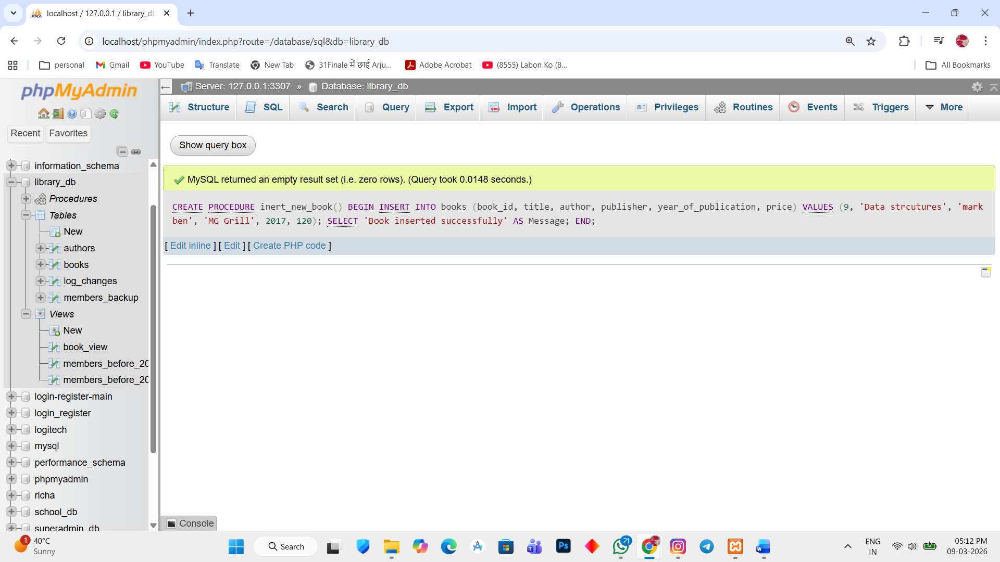 localhost / 127.0.0.1 / library_db
localhost/phpmyadmin/index.php?route=/database/sql&db=library_db
personal
Gmail
YouTube
Translate
New Tab
31Finale में छाई Arju...
Adobe Acrobat
(8555) Labon Ko (8...
All Bookmarks
phpMyAdmin
Server: 127.0.0.1:3307 » Database: library_db
Structure
SQL
Search
Query
Export
Import
Operations
Privileges
Routines
Events
Triggers
More
Recent
Favorites
Show query box
information_schema
library_db
Procedures
Tables
New
authors
books
log_changes
members_backup
Views
New
book_view
members_before_20
members_before_20
login-register-main
login_register
logitech
mysql
performance_schema
phpmyadmin
richa
school_db
superadmin_db
MySQL returned an empty result set (i.e. zero rows). (Query took 0.0148 seconds.)
CREATE PROCEDURE inert_new_book() BEGIN INSERT INTO books (book_id, title, author, publisher, year_of_publication, price) VALUES (9, 'Data strcutures', 'mark
ben', 'MG Grill', 2017, 120); SELECT 'Book inserted successfully' AS Message; END;
[ Edit inline ] [ Edit ] [ Create PHP code ]
Console
1
40°C
Sunny
Search
Ps
21
ENG
IN
05:12 PM
09-03-2026